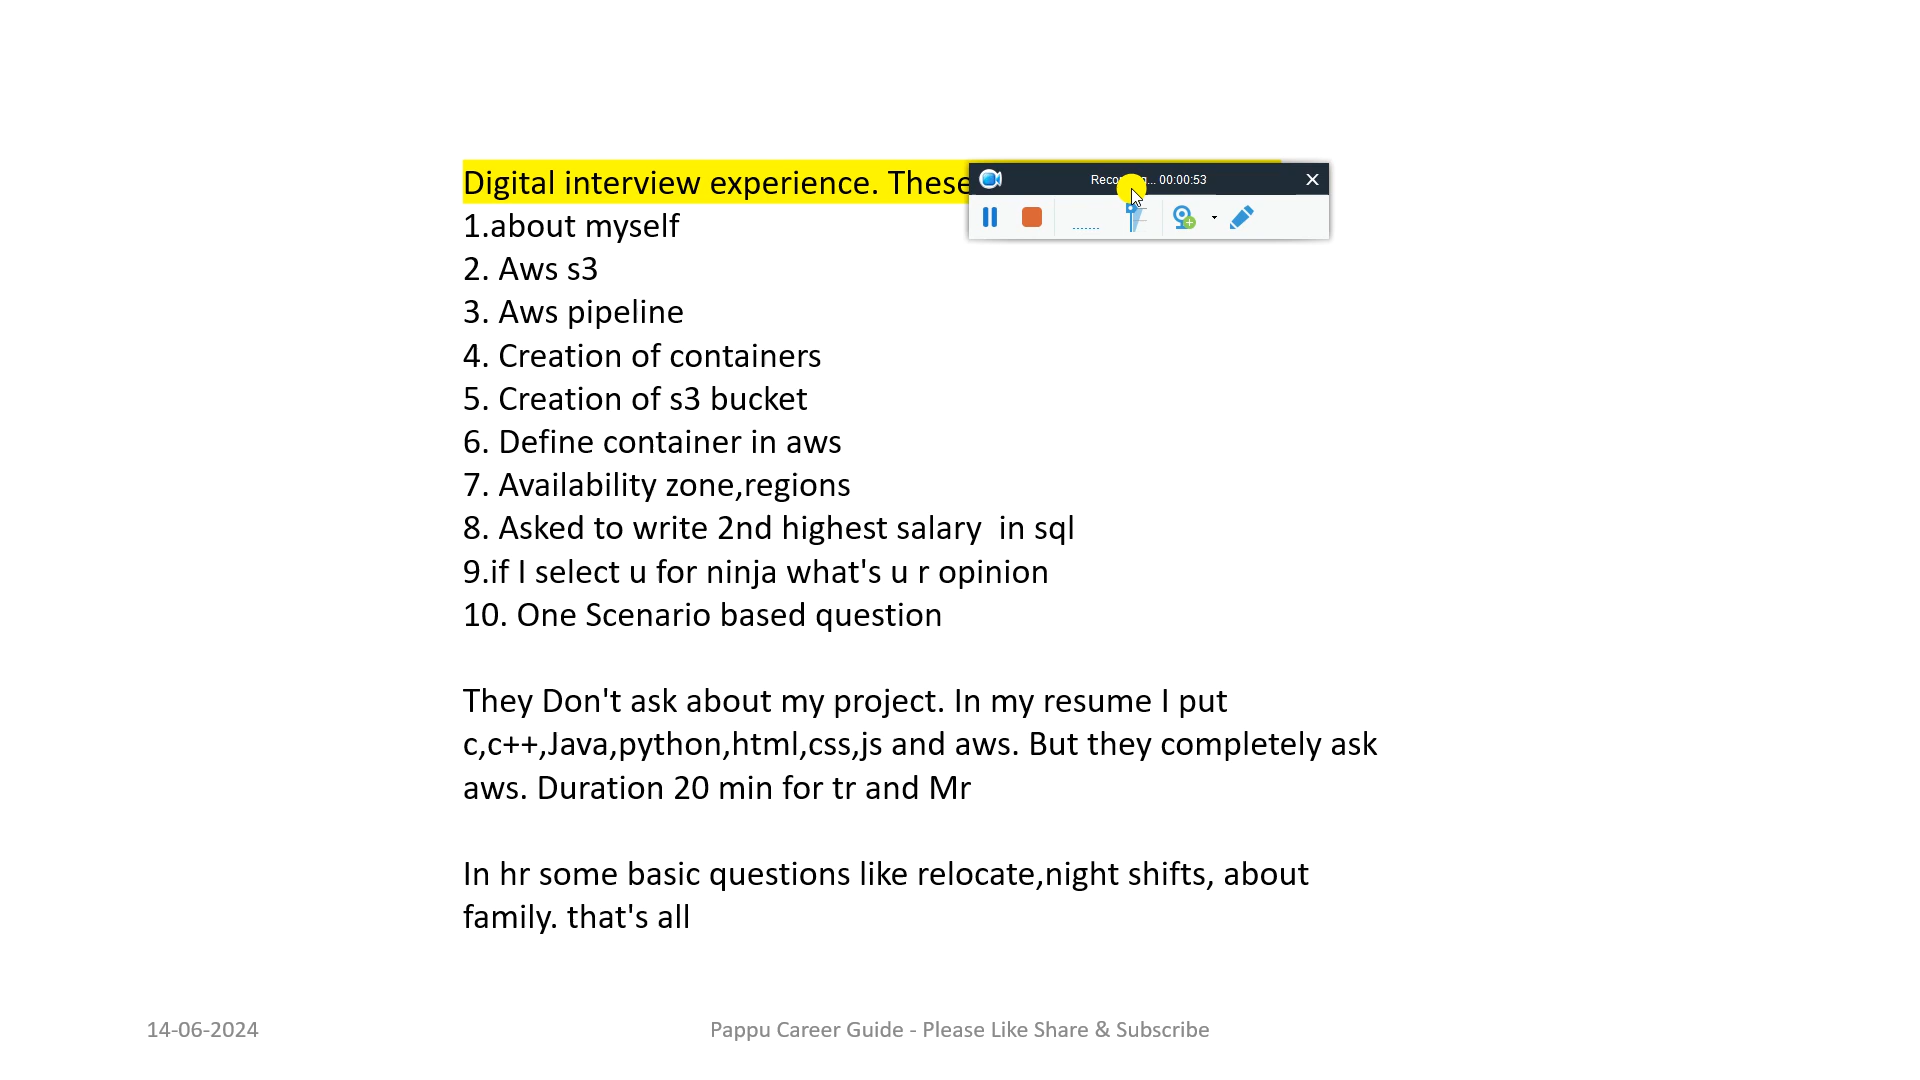 Digital interview experience. These
Recording... 00:00:53
1.about myself
2. Aws s3
3. Aws pipeline
4. Creation of containers
5. Creation of s3 bucket
6. Define container in aws
7. Availability zone,regions
8. Asked to write 2nd highest salary  in sql
9.if I select u for ninja what's u r opinion
10. One Scenario based question
They Don't ask about my project. In my resume I put
c,c++,Java,python,html,css,js and aws. But they completely ask
aws. Duration 20 min for tr and Mr
In hr some basic questions like relocate,night shifts, about
family. that's all
14-06-2024
Pappu Career Guide - Please Like Share & Subscribe